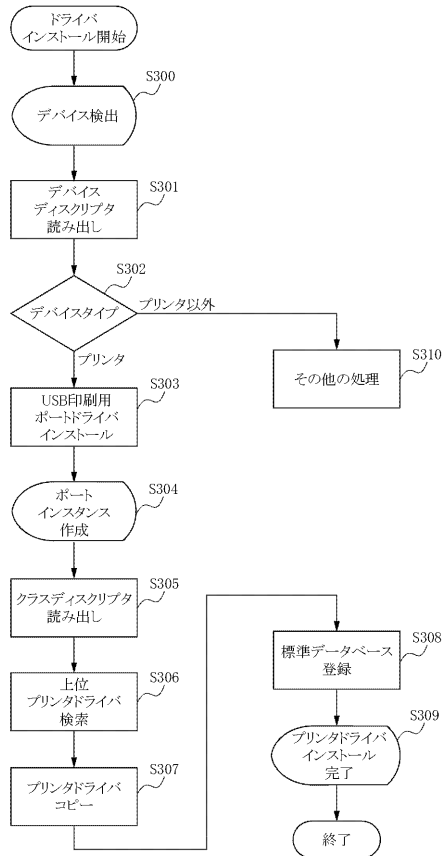 ドライバ
インストール開始
S300
デバイス検出
S301
デバイス
ディスクリプタ
読み出し
S302
デバイスタイプ
プリンタ以外
プリンタ
S310
その他の処理
S303
USB印刷用
ポートドライバ
インストール
S304
ポート
インスタンス
作成
S305
クラスディスクリプタ
読み出し
S306
上位
プリンタドライバ
検索
S307
プリンタドライバ
コピー
S308
標準データベース
登録
S309
プリンタドライバ
インストール
完了
終了